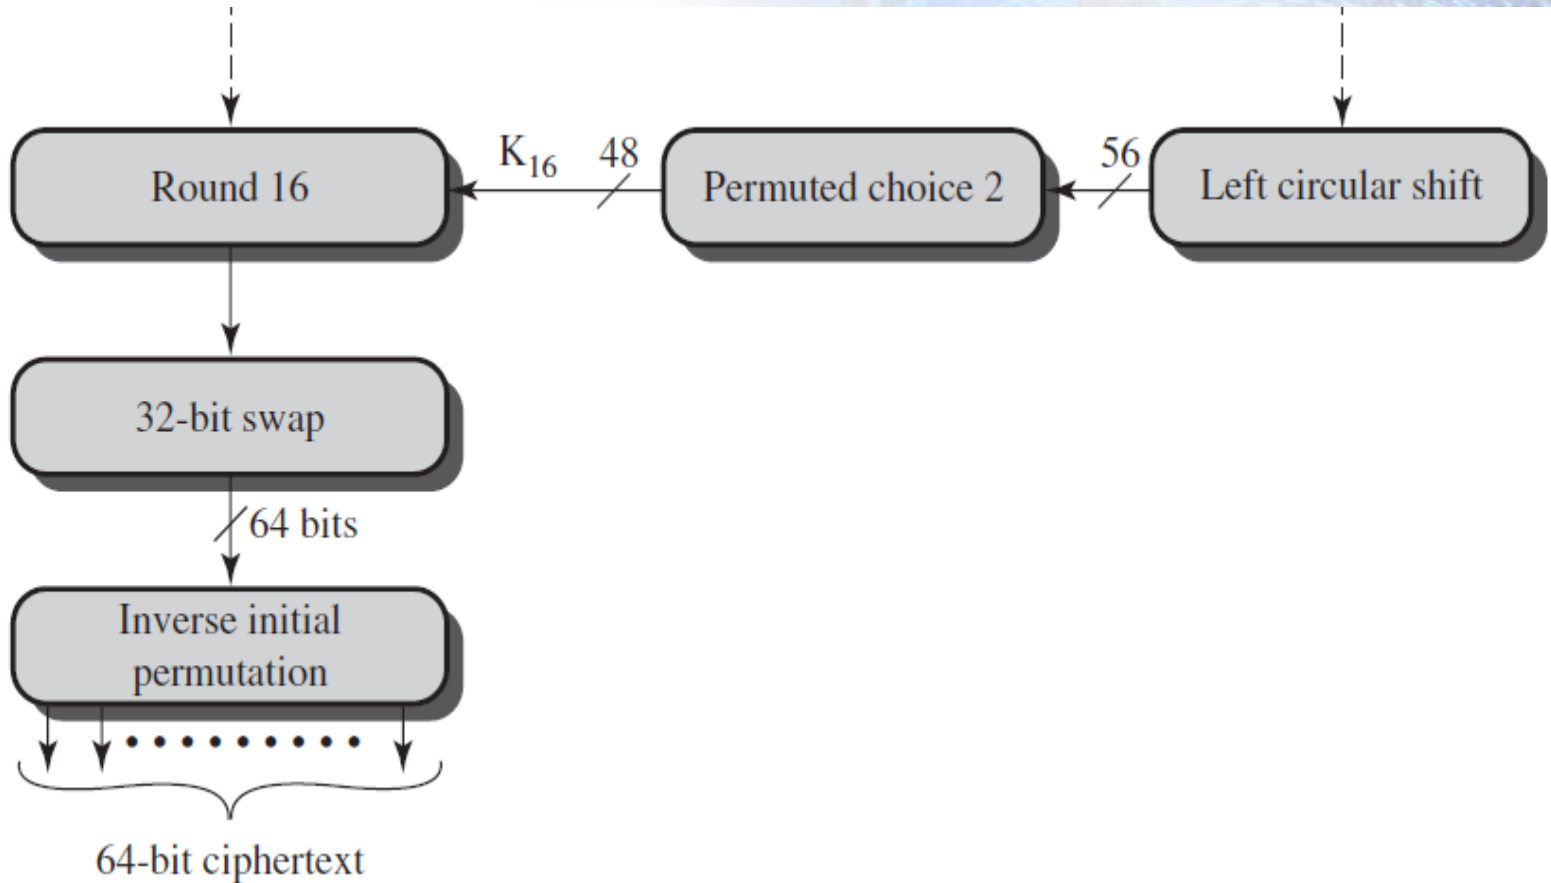 Round 16
K16
48
Permuted choice 2
56
Left circular shift
32-bit swap
64 bits
Inverse initial
permutation
64-bit ciphertext